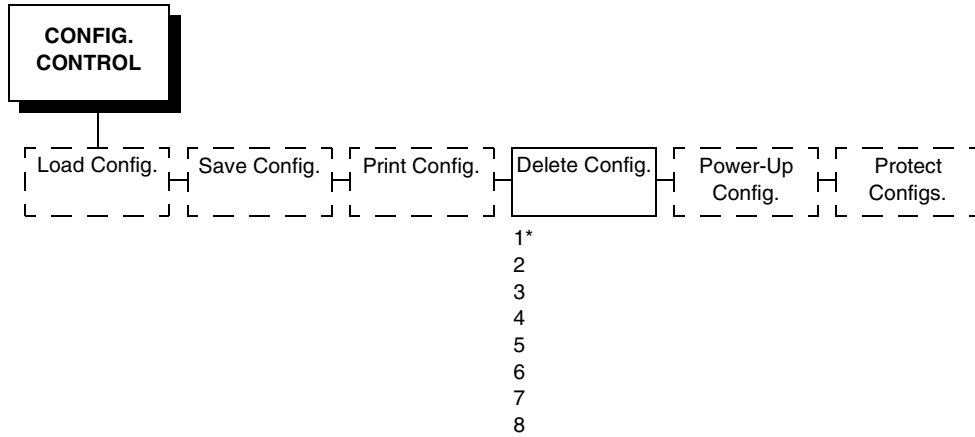 CONFIG.
CONTROL
Load Config.
Save Config.
Print Config.
Delete Config.
Power-Up
Config.
Protect
Configs.
1*
2
3
4
5
6
7
8